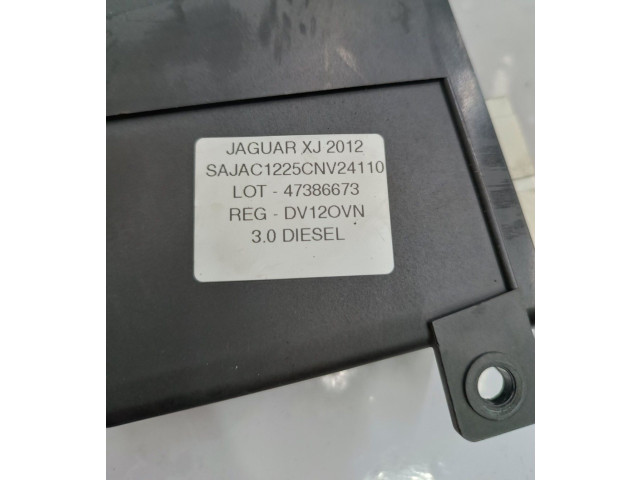 JAGUAR XJ 2012
SAJAC1225CNV24110
LOT - 47386673
REG - DV12OVN
3.0 DIESEL